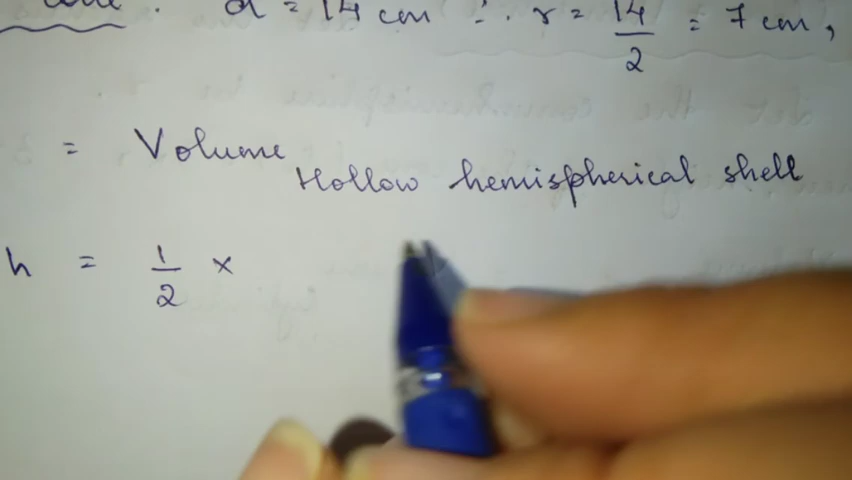 d = 14 cm ∴ r = 14/2 = 7 cm,
= Volume Hollow hemispherical shell
h = 1/2 ×